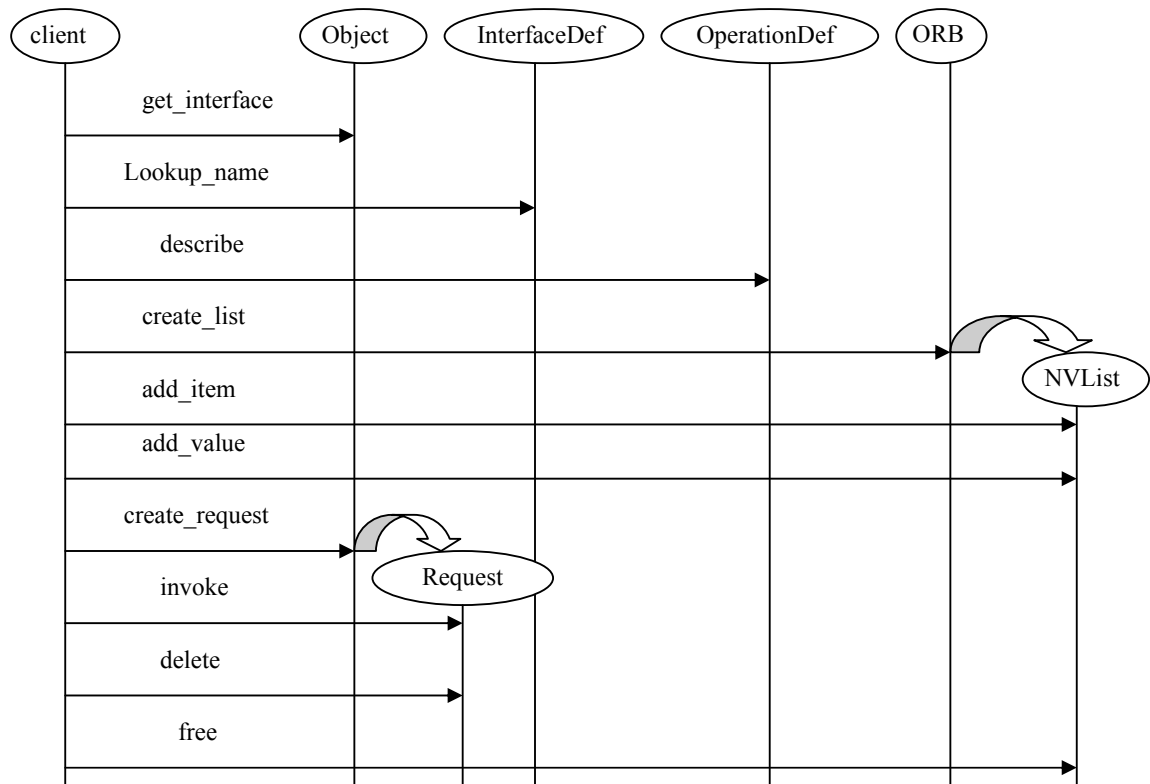 client Object InterfaceDef OperationDef ORB
get_interface
Lookup_name
describe
create_list
NVList
add_item
add_value
create_request
Request
invoke
delete
free